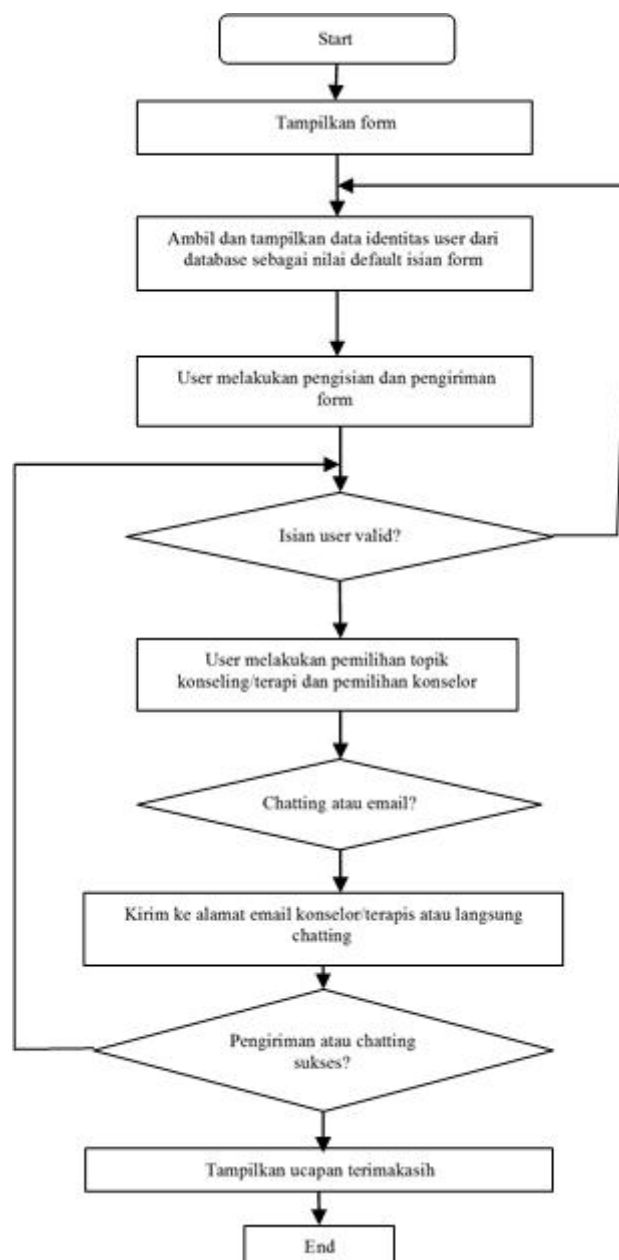 Start
Tampilkan form
Ambil dan tampilkan data identitas user dari
database sebagai nilai default isian form
User melakukan pengisian dan pengiriman
form
Isian user valid?
User melakukan pemilihan topik
konseling/terapi dan pemilihan konselor
Chatting atau email?
Kirim ke alamat email konselor/terapis atau langsung
chatting
Pengiriman atau chatting
sukses?
Tampilkan ucapan terimakasih
End